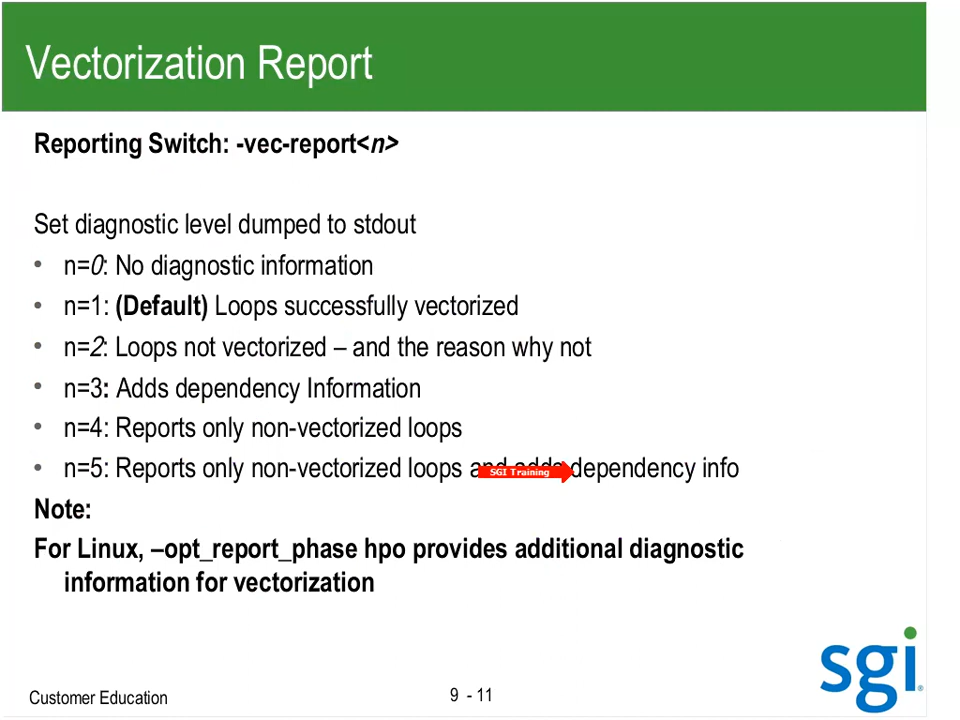 Vectorization Report
Reporting Switch: -vec-report<n>
Set diagnostic level dumped to stdout
• n=0: No diagnostic information
• n=1: (Default) Loops successfully vectorized
• n=2: Loops not vectorized – and the reason why not
• n=3: Adds dependency Information
• n=4: Reports only non-vectorized loops
• n=5: Reports only non-vectorized loops and adds dependency info
SGI Training
Note:
For Linux, –opt_report_phase hpo provides additional diagnostic
information for vectorization
Customer Education
9 - 11
sgi®